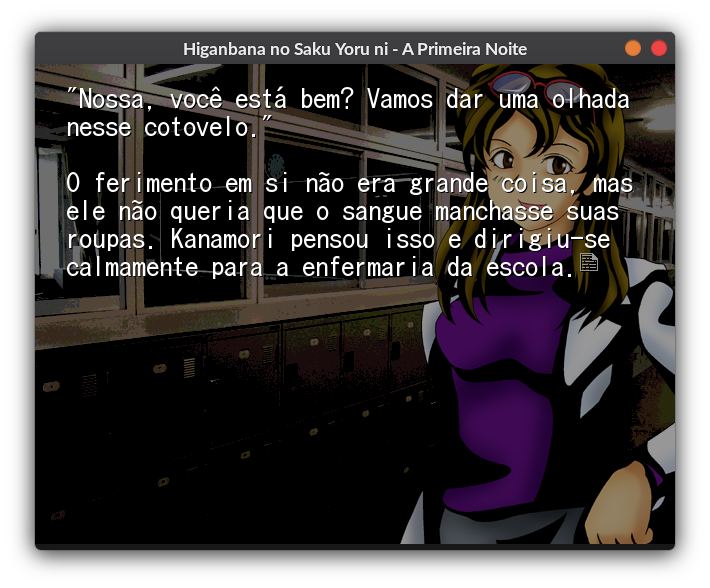 Higanbana no Saku Yoru ni - A Primeira Noite
"Nossa, você está bem? Vamos dar uma olhada
nesse cotovelo."
O ferimento em si não era grande coisa, mas
ele não queria que o sangue manchasse suas
roupas. Kanamori pensou isso e dirigiu-se
calmamente para a enfermaria da escola.